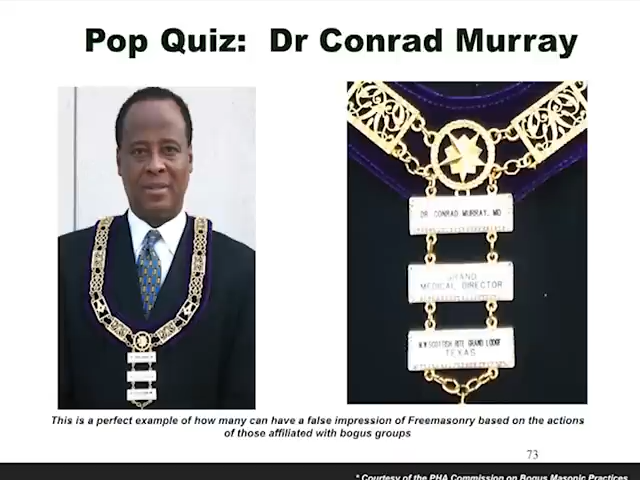 Pop Quiz: Dr Conrad Murray
DR. CONRAD MURRAY, MD
GRAND
MEDICAL DIRECTOR
W.W. SCOTTISH RITE GRAND LODGE
TEXAS
This is a perfect example of how many can have a false impression of Freemasonry based on the actions
of those affiliated with bogus groups
73
* Courtesy of the PHA Commission on Bogus Masonic Practices